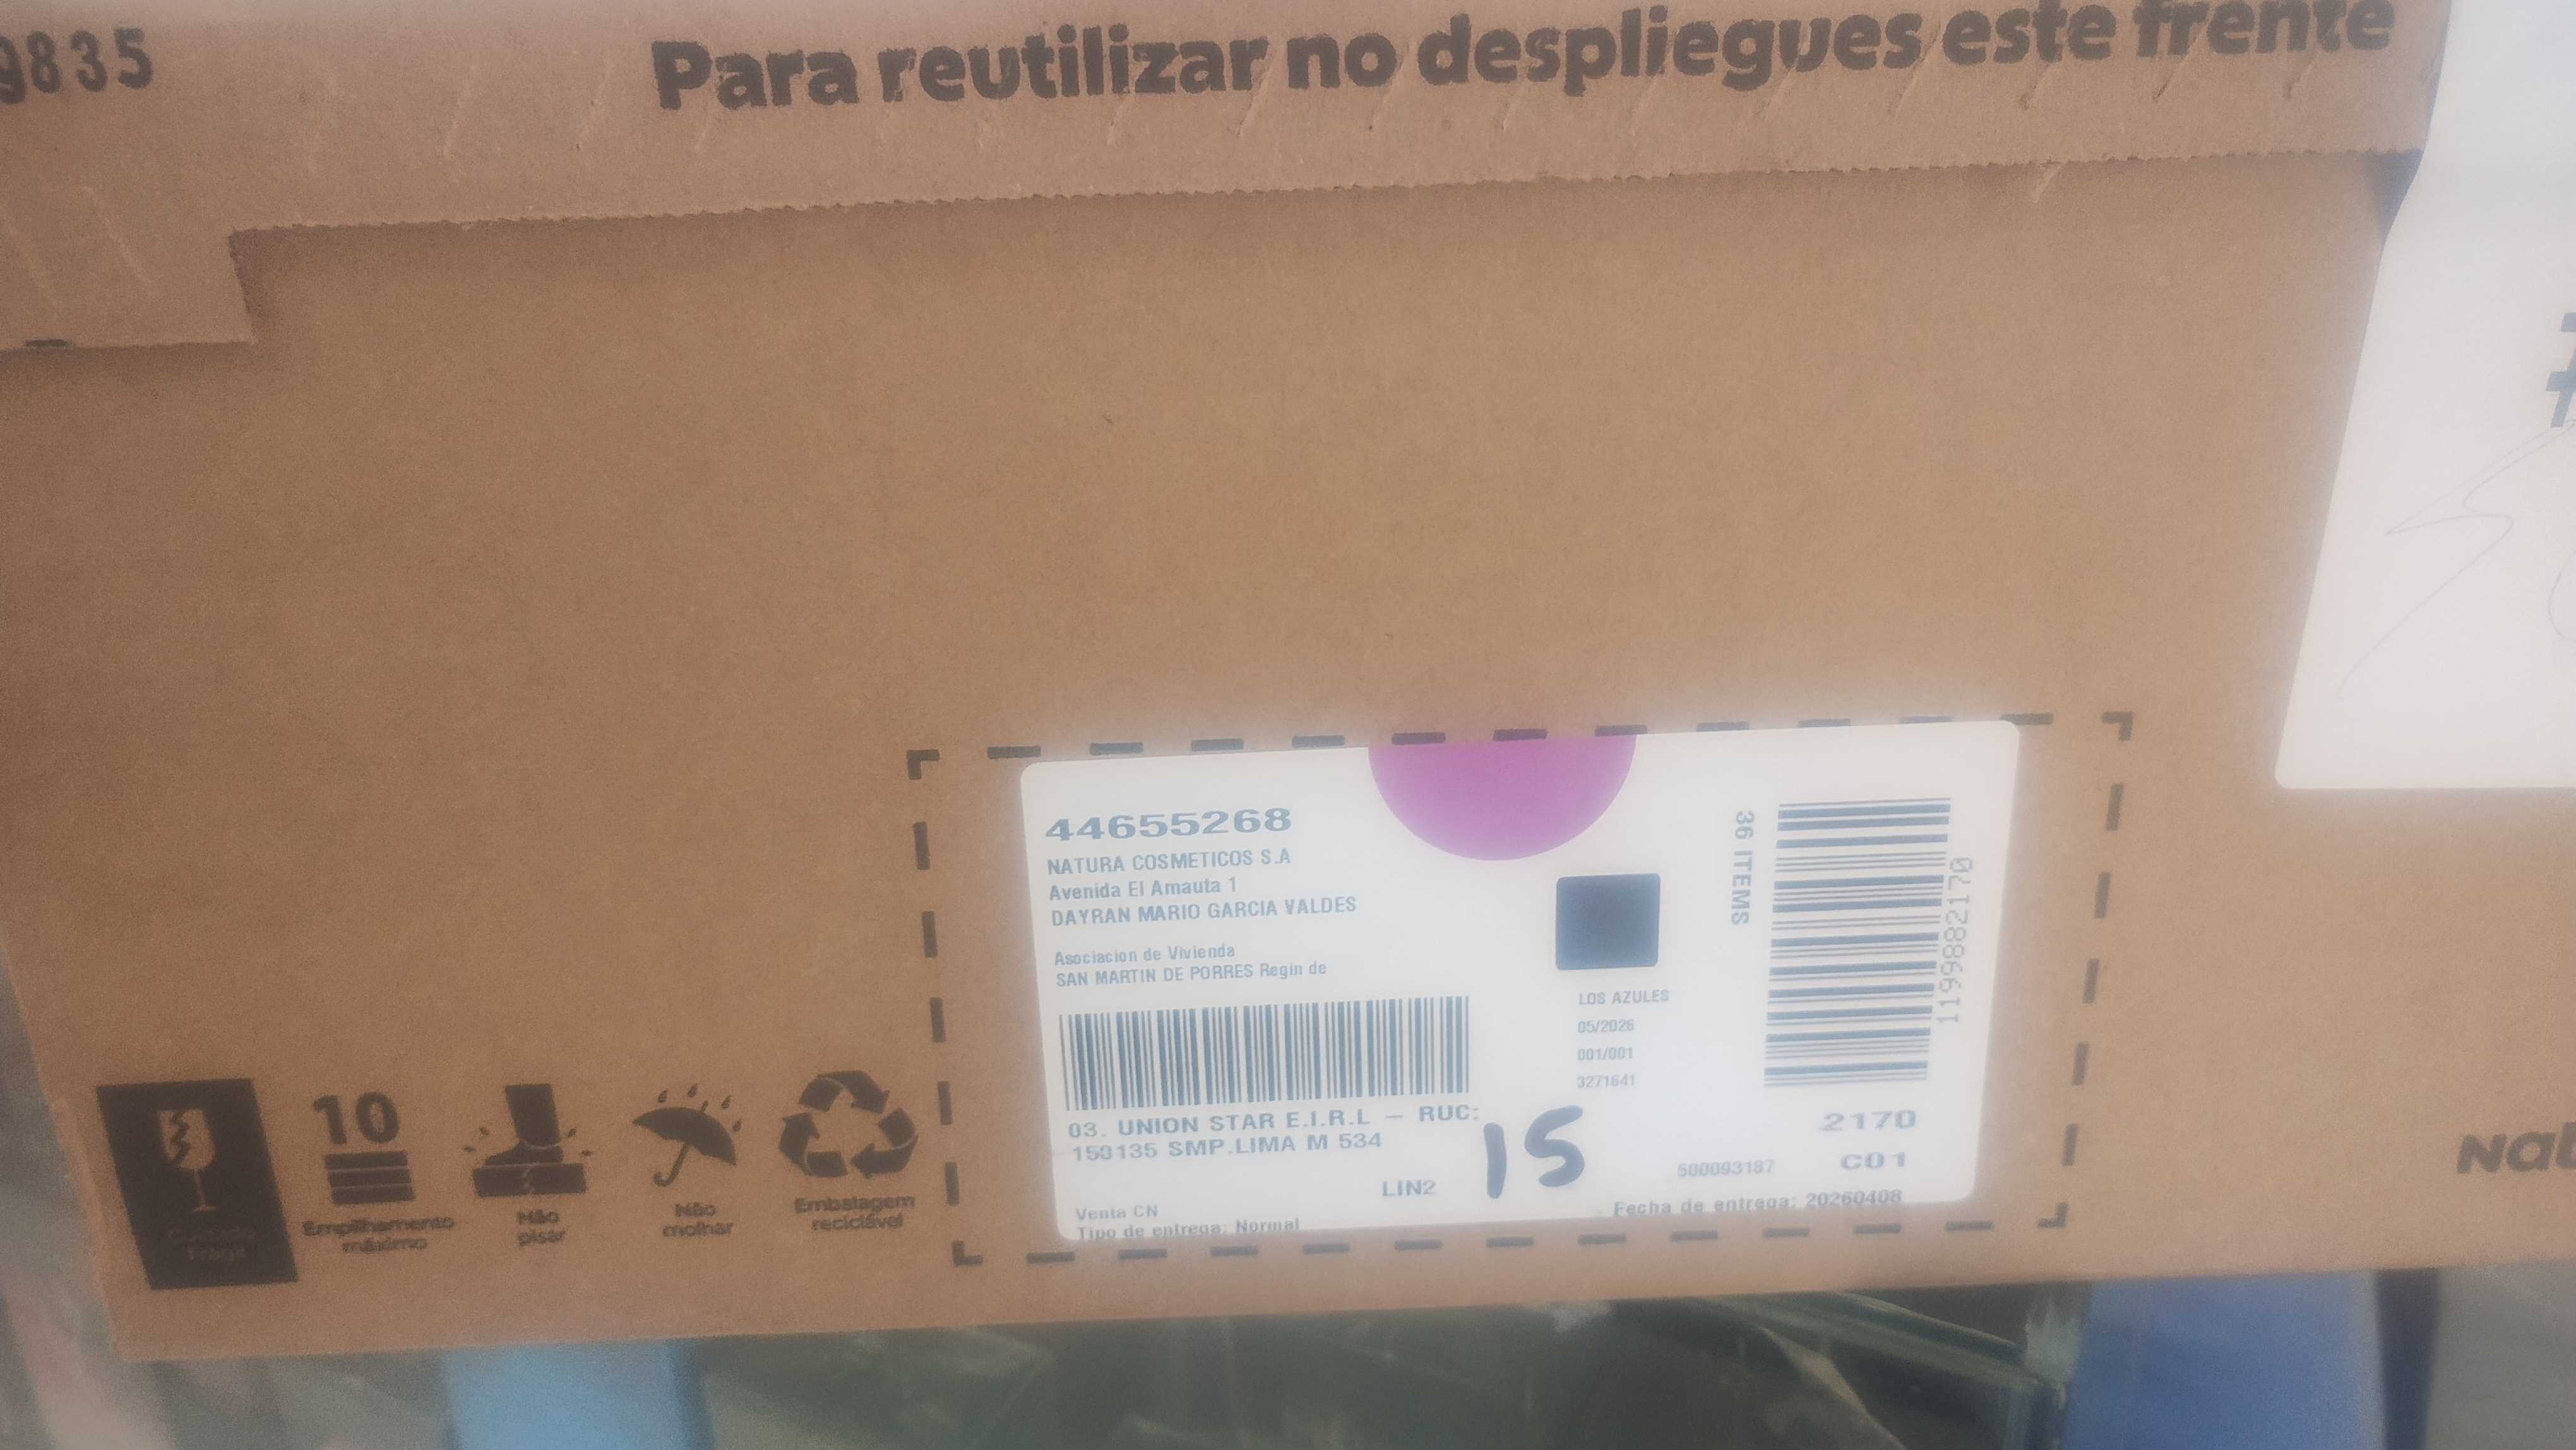 9835
Para reutilizar no despliegues este frente
44655268
NATURA COSMETICOS S.A
Avenida El Amauta 1
DAYRAN MARIO GARCIA VALDES
Asociacion de Vivienda
SAN MARTIN DE PORRES Regin de
03. UNION STAR E.I.R.L – RUC:
150135 SMP.LIMA M 534
LIN2
15
Venta CN
Tipo de entrega: Normal
LOS AZULES
05/2026
001/001
3271641
36 ITEMS
1199882170
2170
500093187
C01
Fecha de entrega: 20260408
Frágil
10
Empilhamento
máximo
Não
pisar
Não
molhar
Embalagem
reciclável